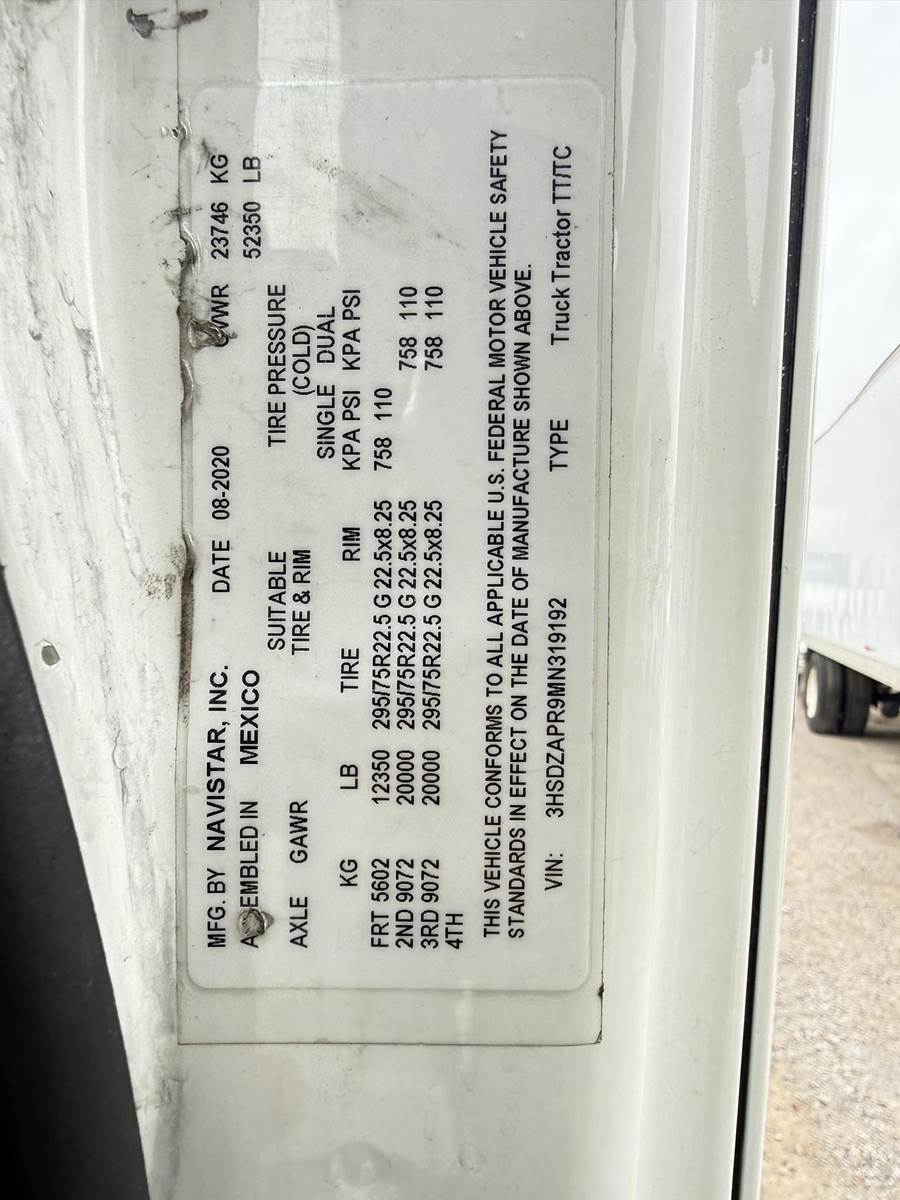 MFG. BY NAVISTAR, INC. DATE 08-2020 VWR 23746 KG
A EMBLED IN MEXICO 52350 LB
SUITABLE TIRE PRESSURE
AXLE GAWR TIRE & RIM (COLD)
SINGLE DUAL
KG LB TIRE RIM KPA PSI KPA PSI
FRT 5602 12350 295/75R22.5 G 22.5x8.25 758 110
2ND 9072 20000 295/75R22.5 G 22.5x8.25 758 110
3RD 9072 20000 295/75R22.5 G 22.5x8.25 758 110
4TH
THIS VEHICLE CONFORMS TO ALL APPLICABLE U.S. FEDERAL MOTOR VEHICLE SAFETY
STANDARDS IN EFFECT ON THE DATE OF MANUFACTURE SHOWN ABOVE.
VIN: 3HSDZAPR9MN319192 TYPE Truck Tractor TT/TC